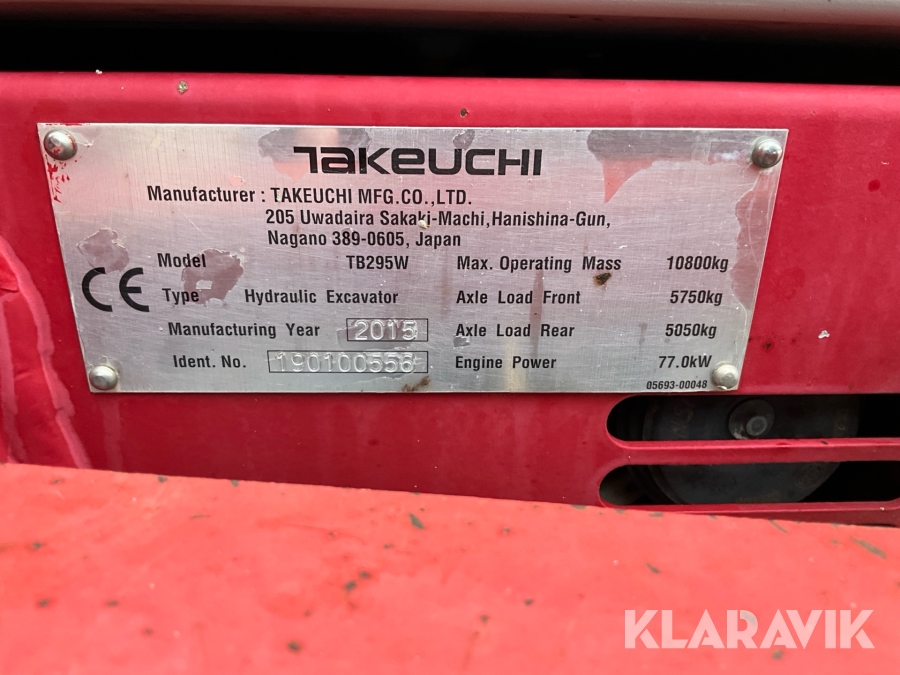 TAKEUCHI
Manufacturer : TAKEUCHI MFG.CO.,LTD.
205 Uwadaira Sakaki-Machi,Hanishina-Gun,
Nagano 389-0605, Japan
Model TB295W Max. Operating Mass 10800kg
CE Type Hydraulic Excavator Axle Load Front 5750kg
Manufacturing Year 2015 Axle Load Rear 5050kg
Ident. No. 190100556 Engine Power 77.0kW
05693-00048
KLARAVIK